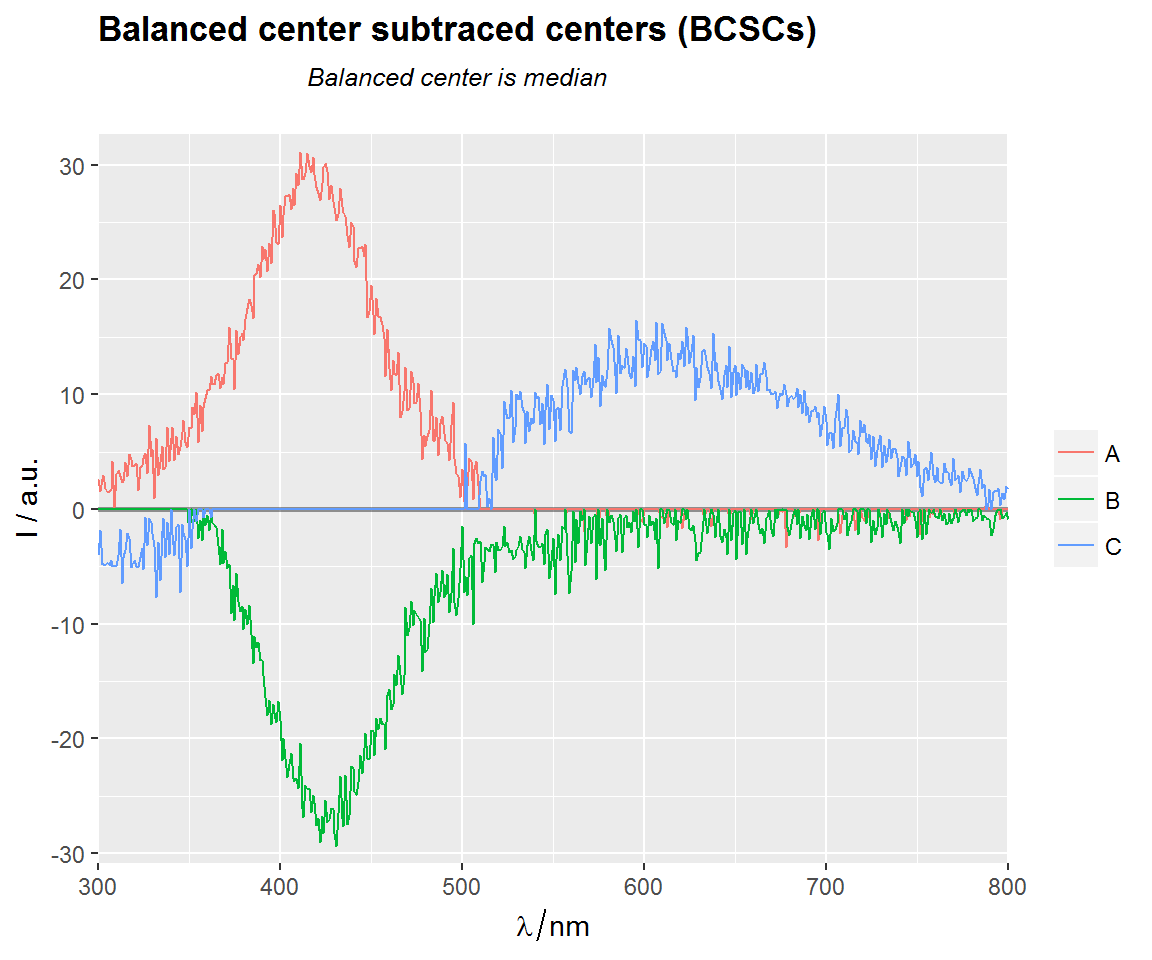 Balanced center subtraced centers (BCSCs)
Balanced center is median
30
20
10
0
-10
-20
-30
I / a.u.
300 400 500 600 700 800
λ/nm
A
B
C